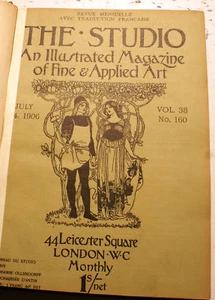 REVUE MENSUELLE
AVEC TRADUCTION FRANÇAISE
THE · STUDIO
An Illustrated Magazine
of Fine & Applied Art
JULY
1906
VOL. 38
No. 160
44 Leicester Square
LONDON · W · C
Monthly
1s/
net